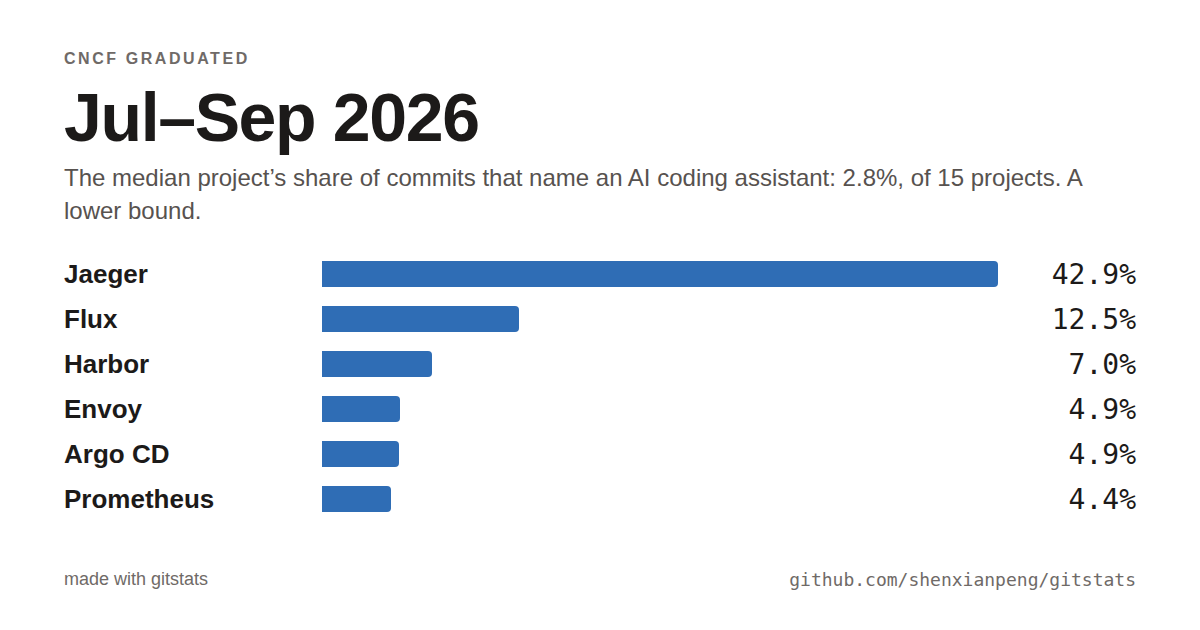 CNCF GRADUATED
Jul–Sep 2026
The median project’s share of commits that name an AI coding assistant: 2.8%, of 15 projects. A
lower bound.
Jaeger 42.9%
Flux 12.5%
Harbor 7.0%
Envoy 4.9%
Argo CD 4.9%
Prometheus 4.4%
made with gitstats github.com/shenxianpeng/gitstats